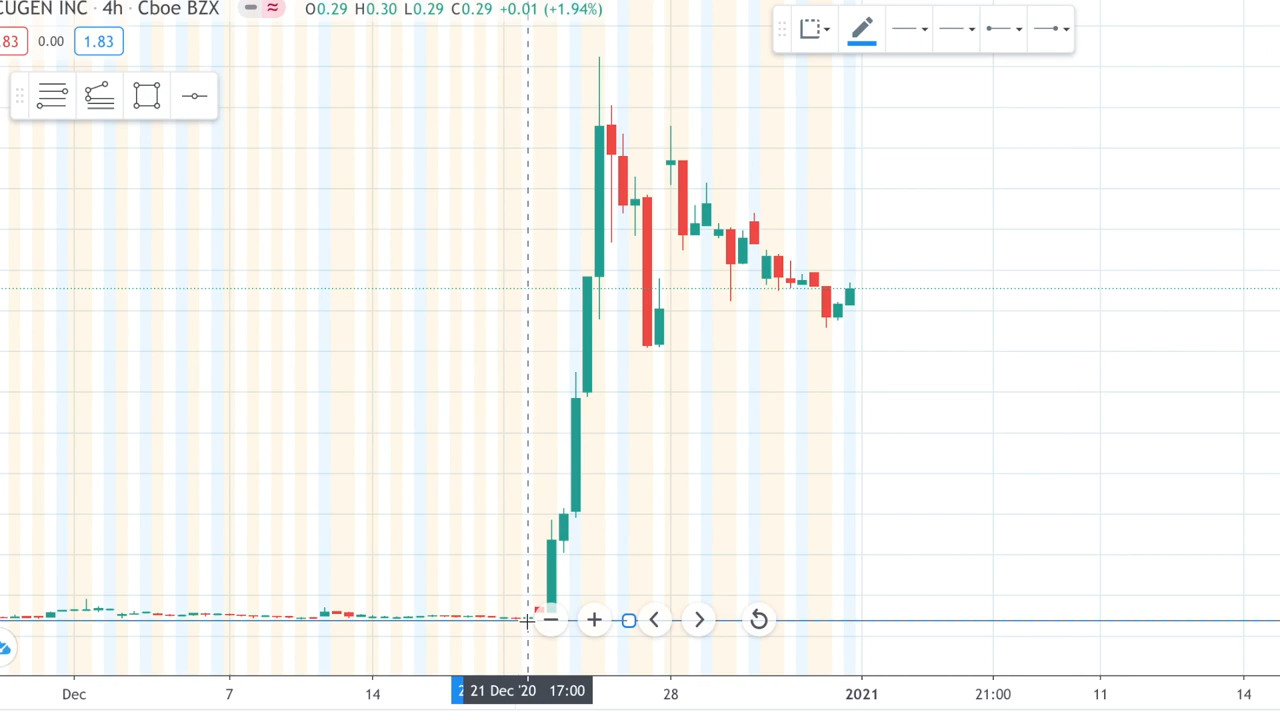 CUGEN INC · 4h · Cboe BZX O0.29 H0.30 L0.29 C0.29 +0.01 (+1.94%)
.83 0.00 1.83
Dec 7 14 2 21 Dec '20 17:00 28 2021 21:00 11 14